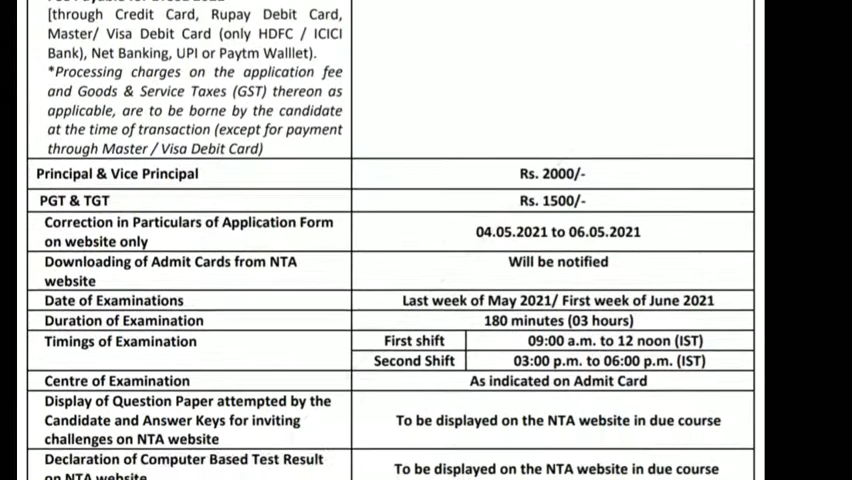 [through Credit Card, Rupay Debit Card,
Master/ Visa Debit Card (only HDFC / ICICI
Bank), Net Banking, UPI or Paytm Walllet).
*Processing charges on the application fee
and Goods & Service Taxes (GST) thereon as
applicable, are to be borne by the candidate
at the time of transaction (except for payment
through Master / Visa Debit Card)
Principal & Vice Principal
Rs. 2000/-
PGT & TGT
Rs. 1500/-
Correction in Particulars of Application Form
on website only
04.05.2021 to 06.05.2021
Downloading of Admit Cards from NTA
website
Will be notified
Date of Examinations
Last week of May 2021/ First week of June 2021
Duration of Examination
180 minutes (03 hours)
Timings of Examination
First shift
09:00 a.m. to 12 noon (IST)
Second Shift
03:00 p.m. to 06:00 p.m. (IST)
Centre of Examination
As indicated on Admit Card
Display of Question Paper attempted by the
Candidate and Answer Keys for inviting
challenges on NTA website
To be displayed on the NTA website in due course
Declaration of Computer Based Test Result
on NTA website
To be displayed on the NTA website in due course